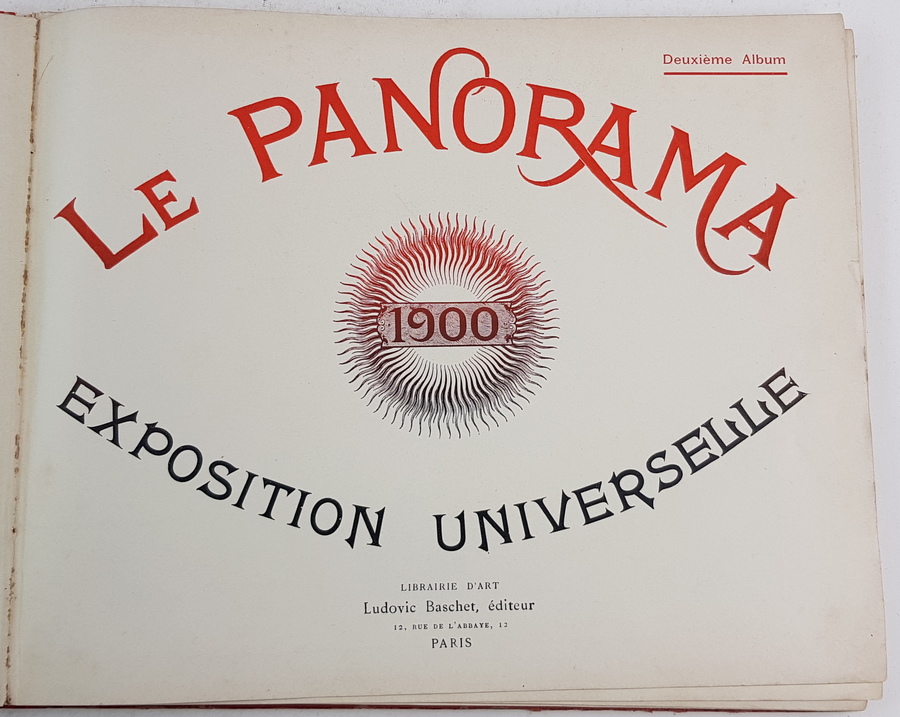 Deuxième Album
LE PANORAMA
1900
EXPOSITION UNIVERSELLE
LIBRAIRIE D'ART
Ludovic Baschet, éditeur
12, RUE DE L'ABBAYE, 12
PARIS